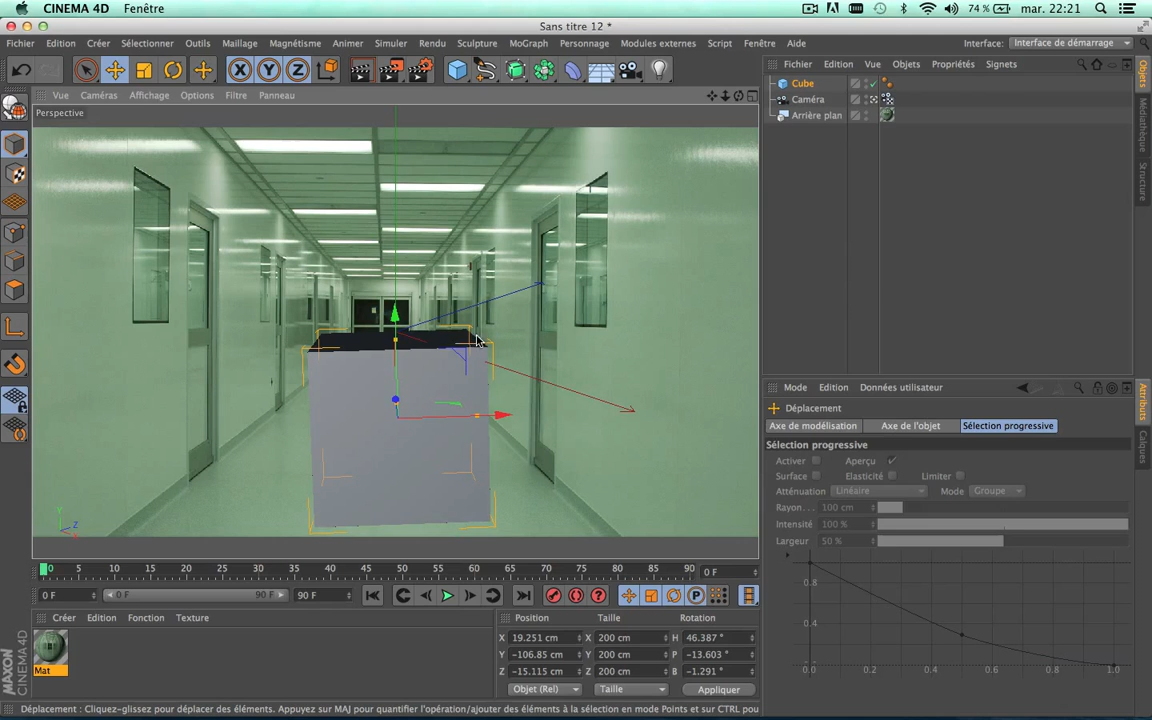 CINEMA 4D Fenêtre 74 % mar. 22:21
Sans titre 12 *
Fichier Edition Créer Sélectionner Outils Maillage Magnétisme Animer Simuler Rendu Sculpture MoGraph Personnage Modules externes Script Fenêtre Aide Interface: Interface de démarrage
X Y Z
Fichier Edition Vue Objets Propriétés Signets
Vue Caméras Affichage Options Filtre Panneau
Perspective
Cube
Caméra
Arrière plan
Objets
Médiathèque
Structure
Mode Edition Données utilisateur
Déplacement
Axe de modélisation Axe de l'objet Sélection progressive
Sélection progressive
Activer Aperçu
Surface Elasticité Limiter
Atténuation Linéaire Mode Groupe
Rayon... 100 cm
Intensité 100 %
Largeur 50 %
0.8
0.4
0.0 0.2 0.4 0.6 0.8 1.0
Attributs
Calques
Y
Z
X
0 5 10 15 20 25 30 35 40 45 50 55 60 65 70 75 80 85 90 0 F
0 F 0 F 90 F 90 F
P
Créer Edition Fonction Texture
Mat
Position Taille Rotation
X 19.251 cm X 200 cm H 46.387 °
Y -106.85 cm Y 200 cm P -13.603 °
Z -15.115 cm Z 200 cm B -1.291 °
Objet (Rel) Taille Appliquer
MAXON
CINEMA 4D
Déplacement : Cliquez-glissez pour déplacer des éléments. Appuyez sur MAJ pour quantifier l'opération/ajouter des éléments à la sélection en mode Points et sur CTRL pou